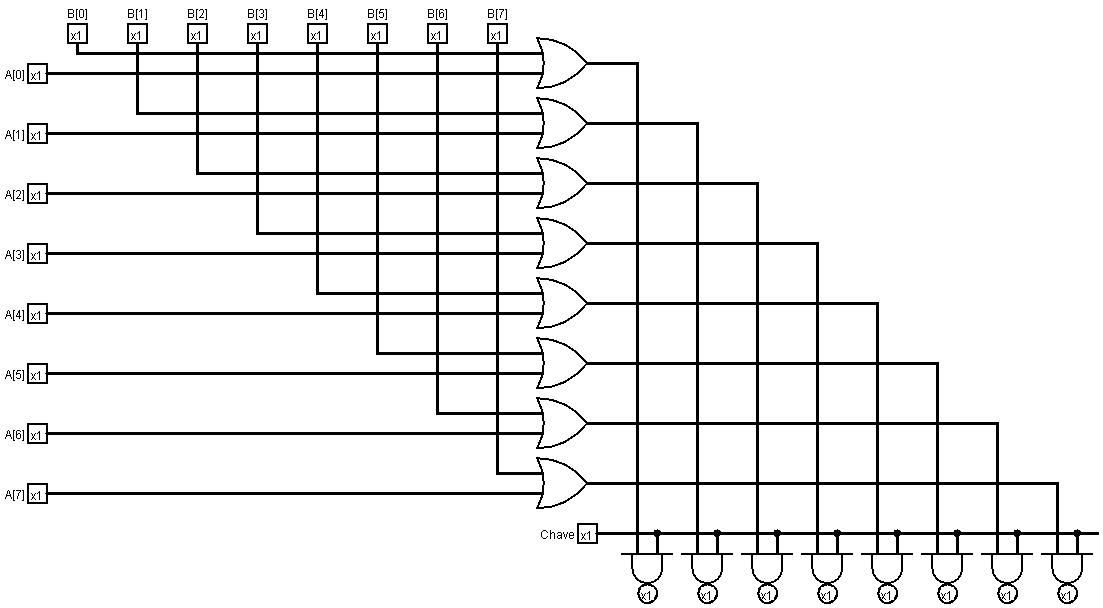 B[0] B[1] B[2] B[3] B[4] B[5] B[6] B[7]
x1 x1 x1 x1 x1 x1 x1 x1
A[0] x1
A[1] x1
A[2] x1
A[3] x1
A[4] x1
A[5] x1
A[6] x1
A[7] x1
Chave x1
x1 x1 x1 x1 x1 x1 x1 x1